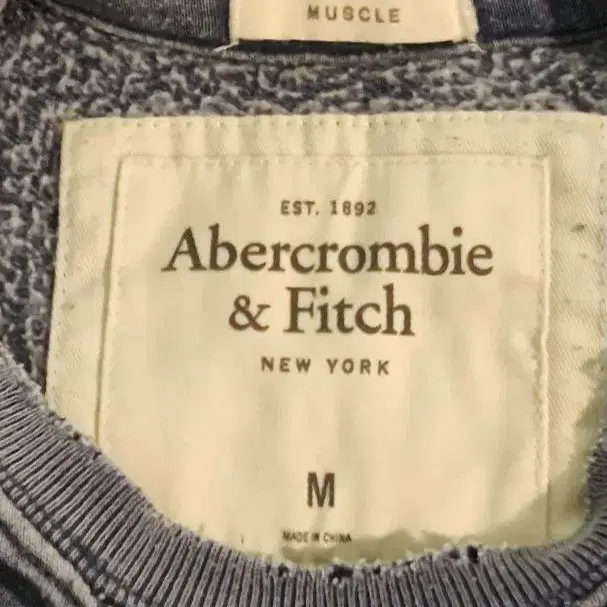 MUSCLE
EST. 1892
Abercrombie
& Fitch
NEW YORK
M
MADE IN CHINA